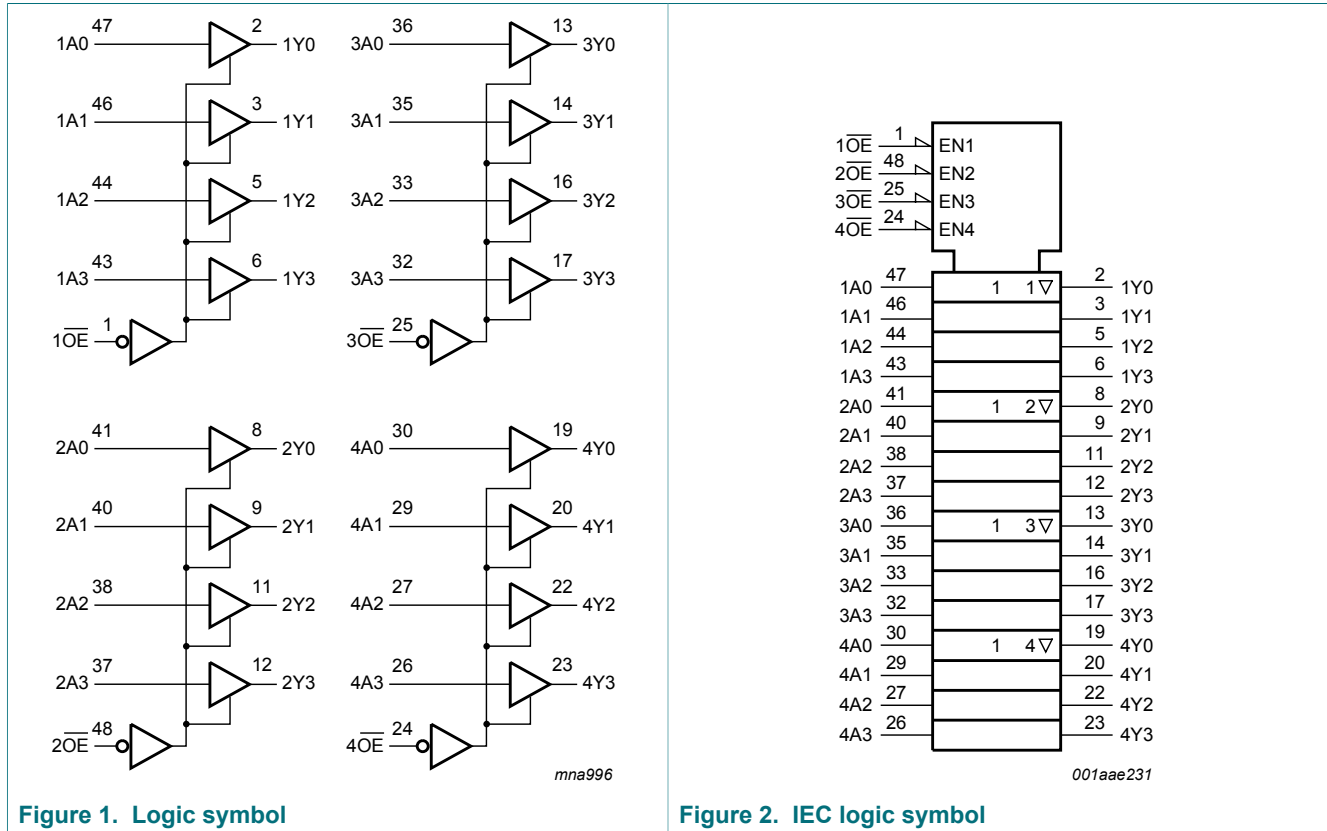 47 2
1A0 1Y0
46 3
1A1 1Y1
44 5
1A2 1Y2
43 6
1A3 1Y3
1
1O̅E̅
36 13
3A0 3Y0
35 14
3A1 3Y1
33 16
3A2 3Y2
32 17
3A3 3Y3
25
3O̅E̅
41 8
2A0 2Y0
40 9
2A1 2Y1
38 11
2A2 2Y2
37 12
2A3 2Y3
48
2O̅E̅
30 19
4A0 4Y0
29 20
4A1 4Y1
27 22
4A2 4Y2
26 23
4A3 4Y3
24
4O̅E̅
mna996
Figure 1. Logic symbol
1O̅E̅ 1 EN1
2O̅E̅ 48 EN2
3O̅E̅ 25 EN3
4O̅E̅ 24 EN4
1A0 47 1 1▽ 2 1Y0
1A1 46 3 1Y1
1A2 44 5 1Y2
1A3 43 6 1Y3
2A0 41 1 2▽ 8 2Y0
2A1 40 9 2Y1
2A2 38 11 2Y2
2A3 37 12 2Y3
3A0 36 1 3▽ 13 3Y0
3A1 35 14 3Y1
3A2 33 16 3Y2
3A3 32 17 3Y3
4A0 30 1 4▽ 19 4Y0
4A1 29 20 4Y1
4A2 27 22 4Y2
4A3 26 23 4Y3
001aae231
Figure 2. IEC logic symbol